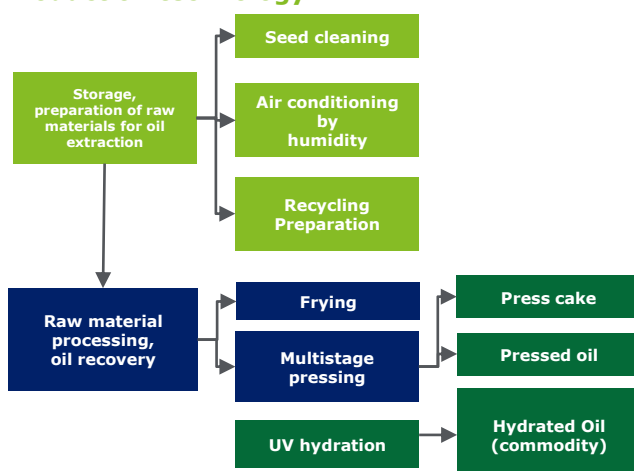 Seed cleaning
Storage,
preparation of raw
materials for oil
extraction
Air conditioning
by
humidity
Recycling
Preparation
Raw material
processing,
oil recovery
Frying
Multistage
pressing
Press cake
Pressed oil
UV hydration
Hydrated Oil
(commodity)